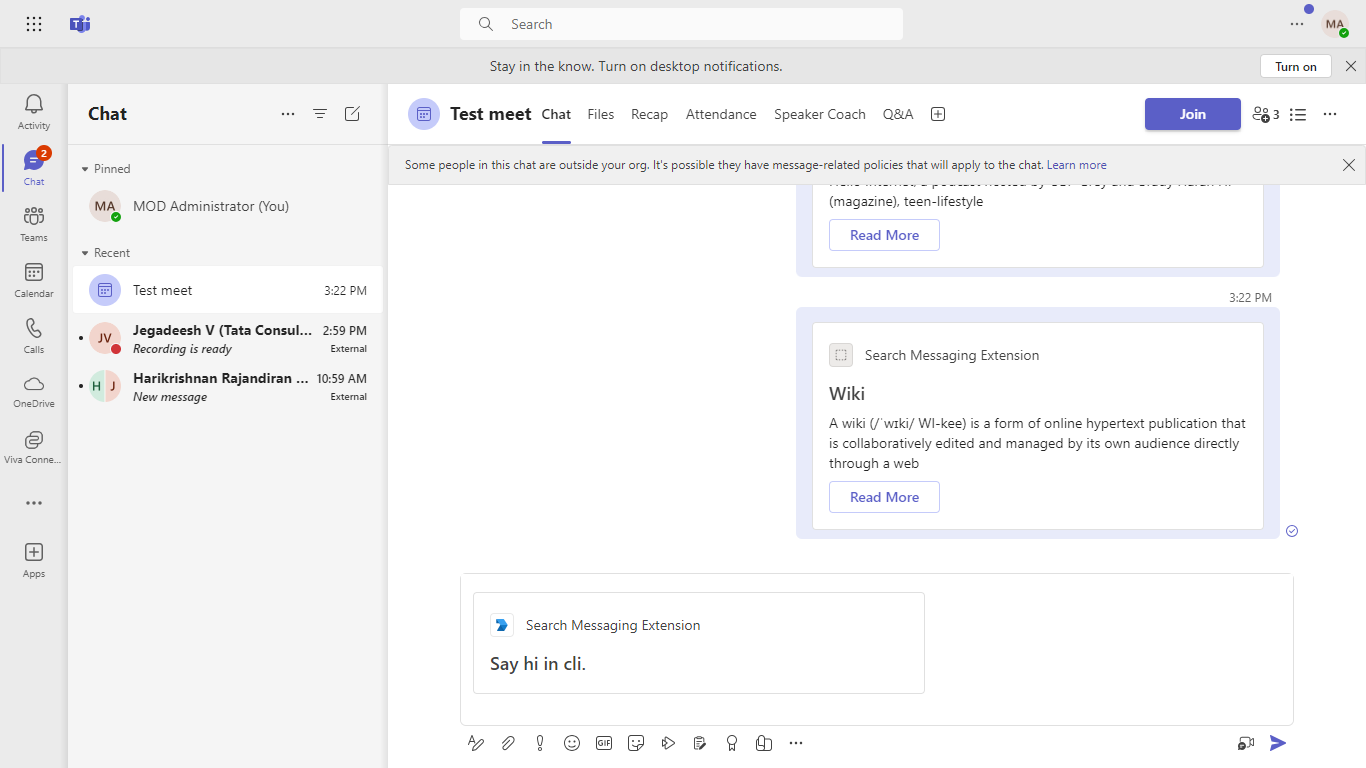 Search
MA
Stay in the know. Turn on desktop notifications.
Turn on
Activity
2
Chat
Teams
Calendar
Calls
OneDrive
Viva Conne...
Apps
Chat
Pinned
MA
MOD Administrator (You)
Recent
Test meet
3:22 PM
JV
Jegadeesh V (Tata Consul...
2:59 PM
Recording is ready
External
H J
Harikrishnan Rajandiran ...
10:59 AM
New message
External
Test meet
Chat
Files
Recap
Attendance
Speaker Coach
Q&A
Join
3
Some people in this chat are outside your org. It's possible they have message-related policies that will apply to the chat. Learn more
(magazine), teen-lifestyle
Read More
3:22 PM
Search Messaging Extension
Wiki
A wiki (/ˈwɪki/ WI-kee) is a form of online hypertext publication that
is collaboratively edited and managed by its own audience directly
through a web
Read More
Search Messaging Extension
Say hi in cli.
GIF